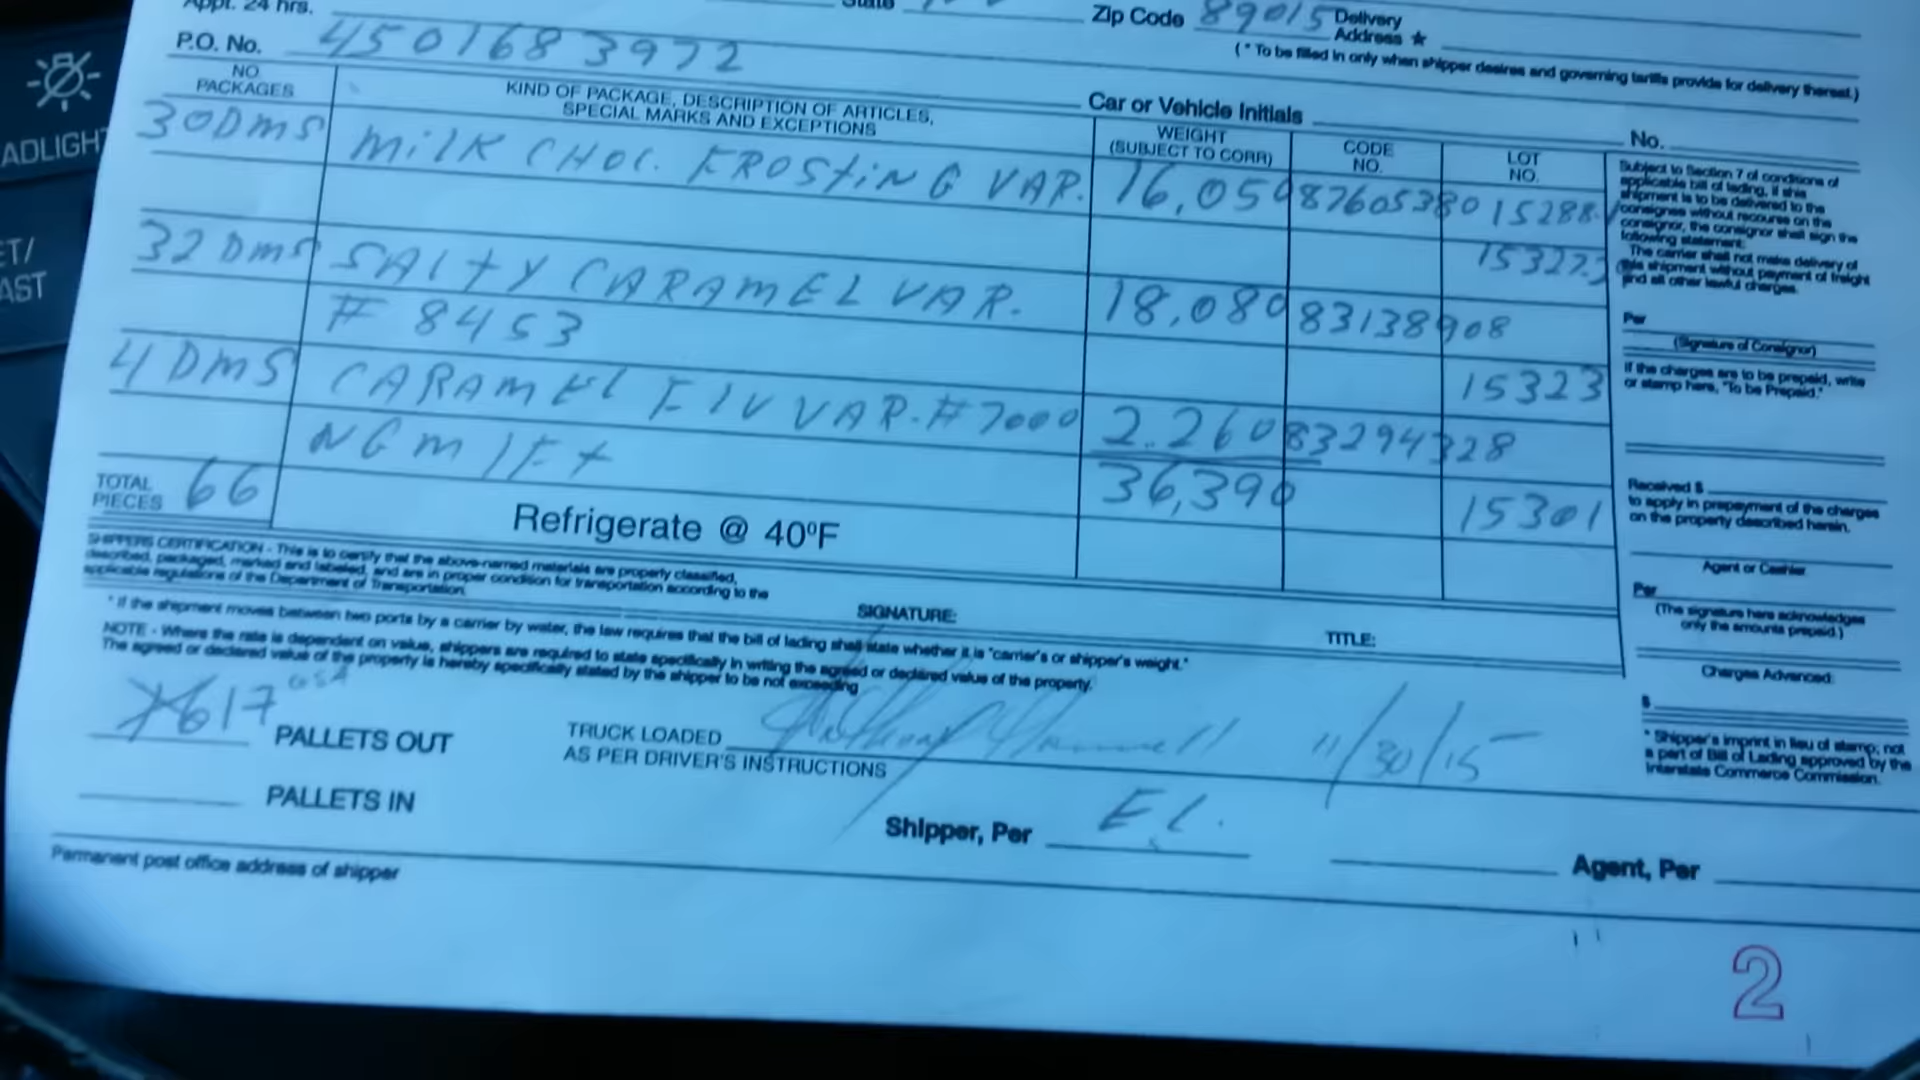 Appt. 24 hrs.
State
Zip Code 89015 Delivery Address ★
(* To be filled in only when shipper desires and governing tariffs provide for delivery thereat.)
P.O. No. 4501683972
Car or Vehicle Initials No.
NO. PACKAGES
KIND OF PACKAGE, DESCRIPTION OF ARTICLES,
SPECIAL MARKS AND EXCEPTIONS
WEIGHT
(SUBJECT TO CORR)
CODE NO.
LOT NO.
30 DMS MILK CHOC. FROSTING VAR. 16,050 87605380 15288
15322
32 DMS SALTY CARAMEL VAR. 18,080 83138908
# 8453 15323
4 DMS CARAMEL FLV VAR. #7000 2.260 83294328
36,390 15301
TOTAL PIECES 66
Refrigerate @ 40ºF
SHIPPERS CERTIFICATION - This is to certify that the above-named materials are properly classified,
described, packaged, marked and labeled, and are in proper condition for transportation according to the
applicable regulations of the Department of Transportation.
SIGNATURE: TITLE:
* If the shipment moves between two ports by a carrier by water, the law requires that the bill of lading shall state whether it is "carrier's or shipper's weight."
NOTE - Where the rate is dependent on value, shippers are required to state specifically in writing the agreed or declared value of the property.
The agreed or declared value of the property is hereby specifically stated by the shipper to be not exceeding
17 PALLETS OUT
TRUCK LOADED 11/30/15
AS PER DRIVER'S INSTRUCTIONS
PALLETS IN
Shipper, Per E.C.
Agent, Per
Permanent post office address of shipper
Subject to Section 7 of conditions of
applicable bill of lading, if this
shipment is to be delivered to the
consignee without recourse on the
consignor, the consignor shall sign the
following statement:
The carrier shall not make delivery of
this shipment without payment of freight
and all other lawful charges.
Per
(Signature of Consignor)
If the charges are to be prepaid, write
or stamp here, "To be Prepaid."
Received $
to apply in prepayment of the charges
on the property described herein.
Agent or Cashier
Per
(The signature here acknowledges
only the amounts prepaid.)
Charges Advanced:
$
* Shipper's imprint in lieu of stamp; not
a part of Bill of Lading approved by the
Interstate Commerce Commission.
2